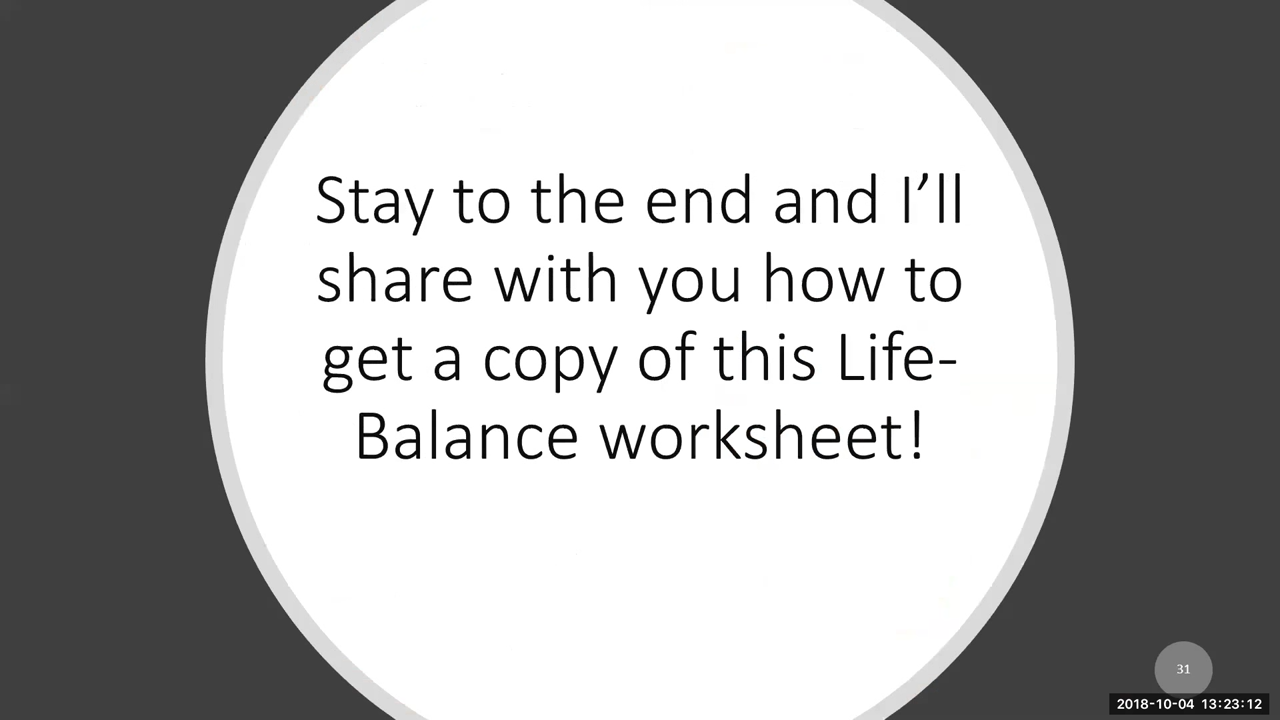 Stay to the end and I’ll
share with you how to
get a copy of this Life-
Balance worksheet!
31
2018-10-04 13:23:12